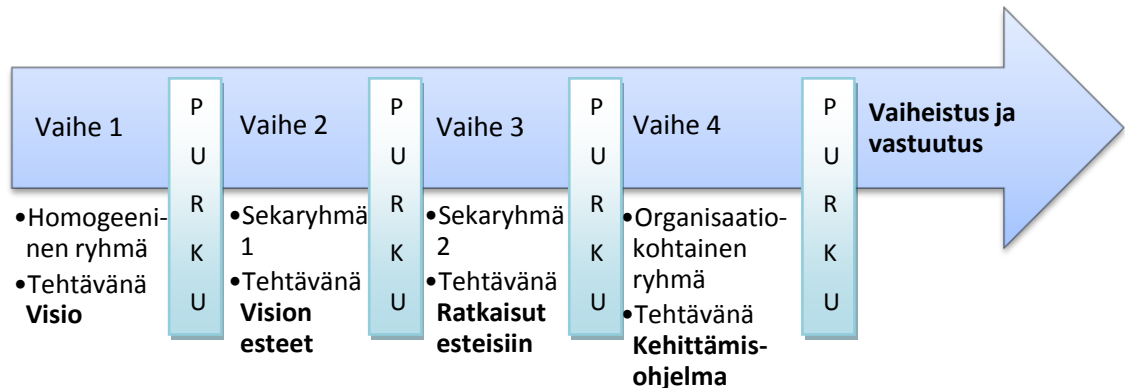 Vaihe 1
•Homogeeni-
nen ryhmä
•Tehtävänä
Visio
P
U
R
K
U
Vaihe 2
•Sekaryhmä
1
•Tehtävänä
Vision
esteet
P
U
R
K
U
Vaihe 3
•Sekaryhmä
2
•Tehtävänä
Ratkaisut
esteisiin
P
U
R
K
U
Vaihe 4
•Organisaatio-
kohtainen
ryhmä
•Tehtävänä
Kehittämis-
ohjelma
P
U
R
K
U
Vaiheistus ja
vastuutus